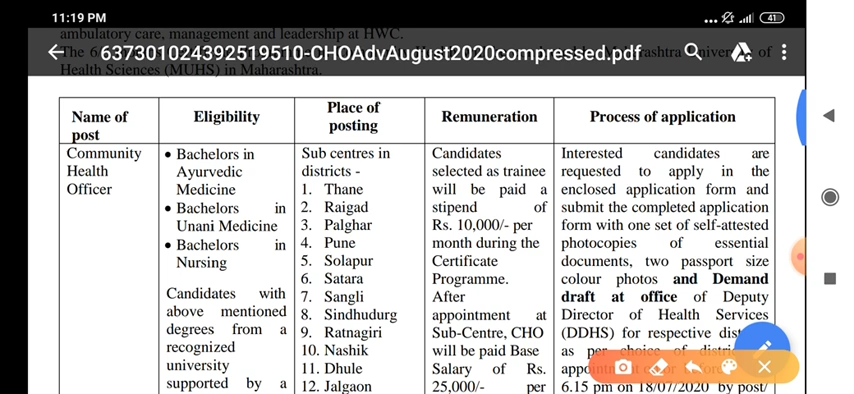 11:19 PM
41
ambulatory care, management and leadership at HWC.
637301024392519510-CHOAdvAugust2020compressed.pdf
The 6
of
Health Sciences (MUHS) in Maharashtra.
Name of post
Eligibility
Place of posting
Remuneration
Process of application
Community
Health
Officer
• Bachelors in
Ayurvedic
Medicine
• Bachelors in
Unani Medicine
• Bachelors in
Nursing
Candidates with
above mentioned
degrees from a
recognized
university
supported by a
Sub centres in
districts -
1. Thane
2. Raigad
3. Palghar
4. Pune
5. Solapur
6. Satara
7. Sangli
8. Sindhudurg
9. Ratnagiri
10. Nashik
11. Dhule
12. Jalgaon
Candidates
selected as trainee
will be paid a
stipend of
Rs. 10,000/- per
month during the
Certificate
Programme.
After
appointment at
Sub-Centre, CHO
will be paid Base
Salary of Rs.
25,000/- per
Interested candidates are
requested to apply in the
enclosed application form and
submit the completed application
form with one set of self-attested
photocopies of essential
documents, two passport size
colour photos and Demand
draft at office of Deputy
Director of Health Services
(DDHS) for respective
as per choice of
6.15 pm on 18/07/2020 by post/